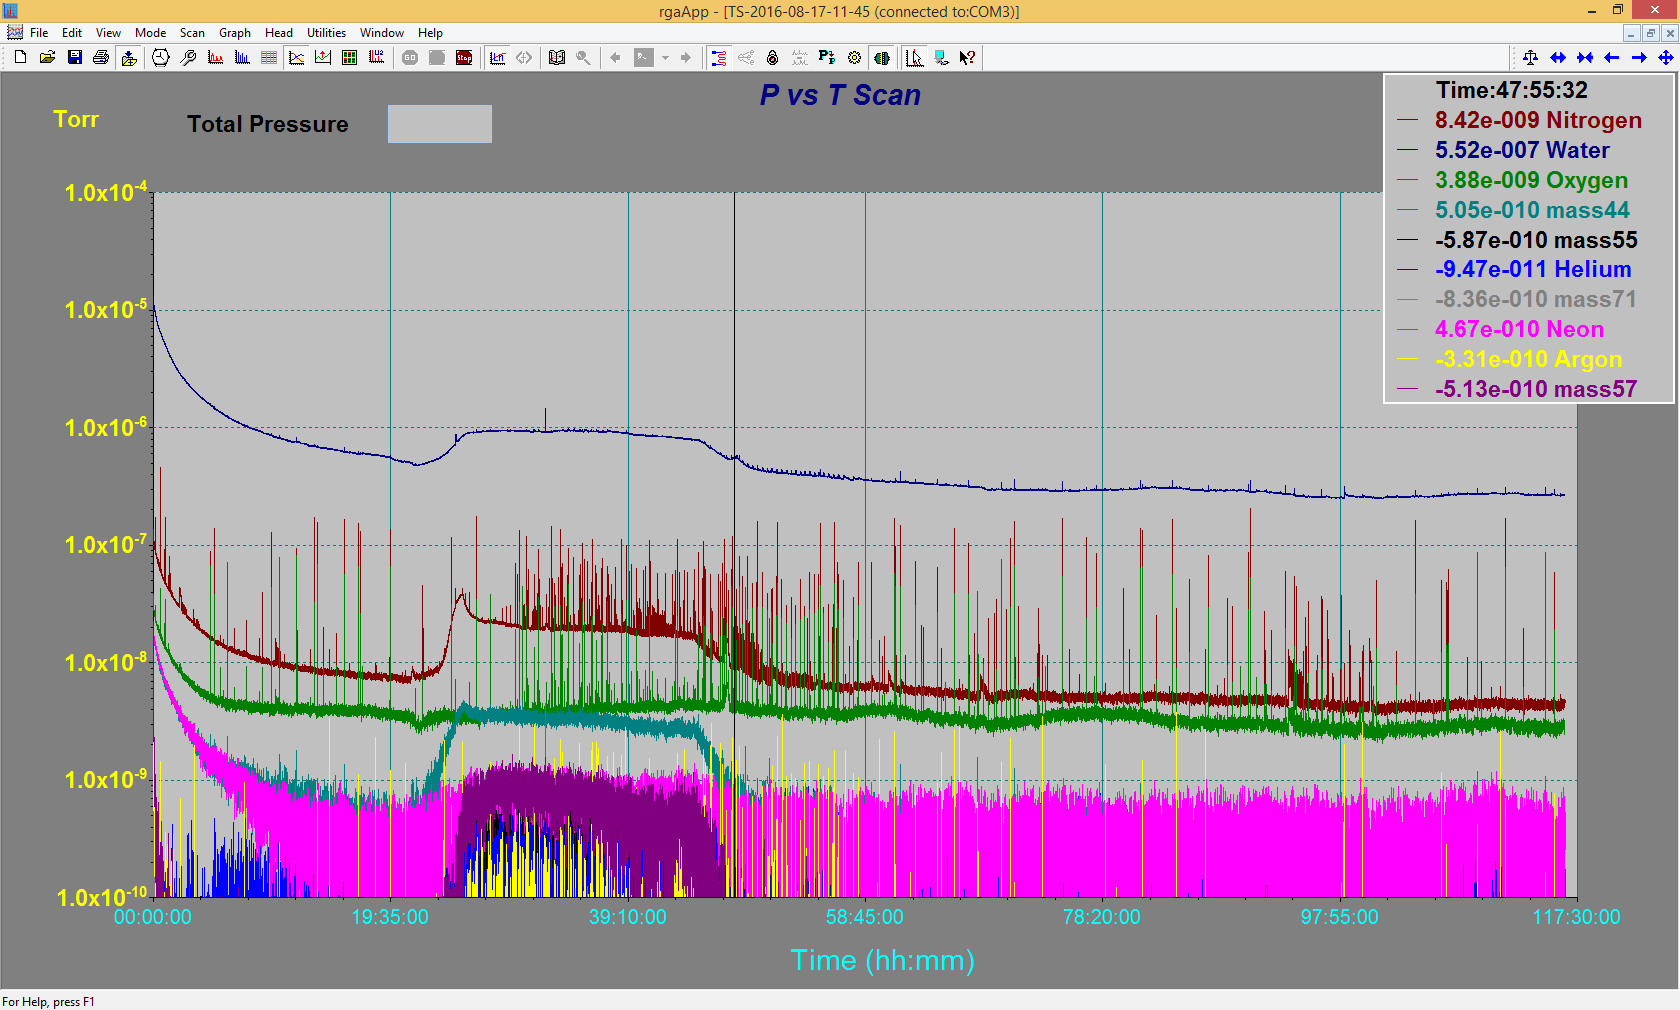 rgaApp - [TS-2016-08-17-11-45 (connected to:COM3)]
File Edit View Mode Scan Graph Head Utilities Window Help
GO Stop
P vs T Scan
Torr
Total Pressure
Time:47:55:32
8.42e-009 Nitrogen
5.52e-007 Water
3.88e-009 Oxygen
5.05e-010 mass44
-5.87e-010 mass55
-9.47e-011 Helium
-8.36e-010 mass71
4.67e-010 Neon
-3.31e-010 Argon
-5.13e-010 mass57
1.0x10-4
1.0x10-5
1.0x10-6
1.0x10-7
1.0x10-8
1.0x10-9
1.0x10-10
00:00:00 19:35:00 39:10:00 58:45:00 78:20:00 97:55:00 117:30:00
Time (hh:mm)
For Help, press F1